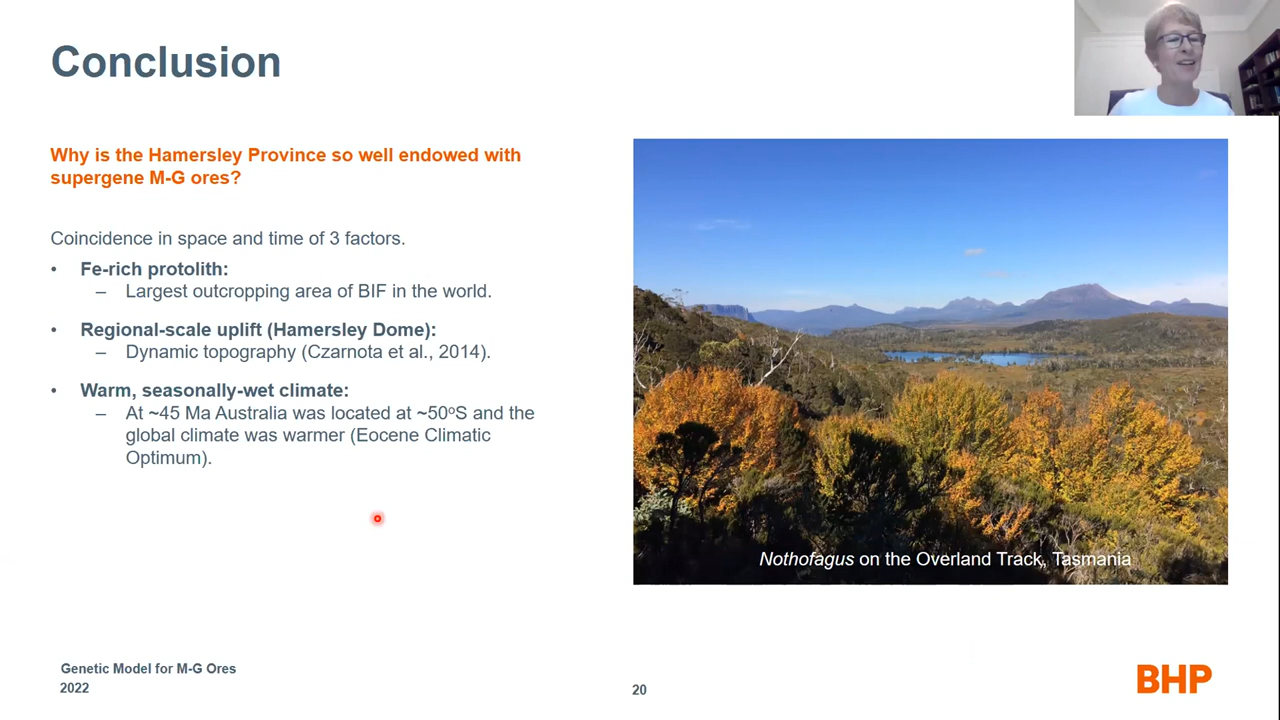 Conclusion
Why is the Hamersley Province so well endowed with
supergene M-G ores?
Coincidence in space and time of 3 factors.
• Fe-rich protolith:
– Largest outcropping area of BIF in the world.
• Regional-scale uplift (Hamersley Dome):
– Dynamic topography (Czarnota et al., 2014).
• Warm, seasonally-wet climate:
– At ~45 Ma Australia was located at ~50ºS and the
global climate was warmer (Eocene Climatic
Optimum).
Nothofagus on the Overland Track, Tasmania
Genetic Model for M-G Ores
2022
20
BHP